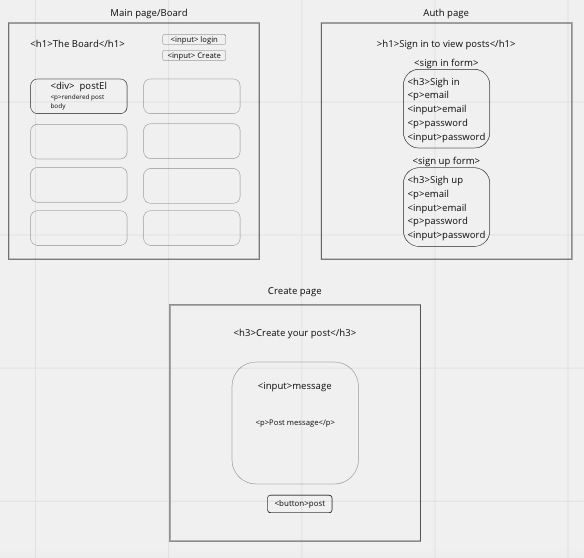 Main page/Board
<h1>The Board</h1>
<input> login
<input> Create
<div> postEl
<p>rendered post
body
Auth page
>h1>Sign in to view posts</h1>
<sign in form>
<h3>Sigh in
<p>email
<input>email
<p>password
<input>password
<sign up form>
<h3>Sigh up
<p>email
<input>email
<p>password
<input>password
Create page
<h3>Create your post</h3>
<input>message
<p>Post message</p>
<button>post